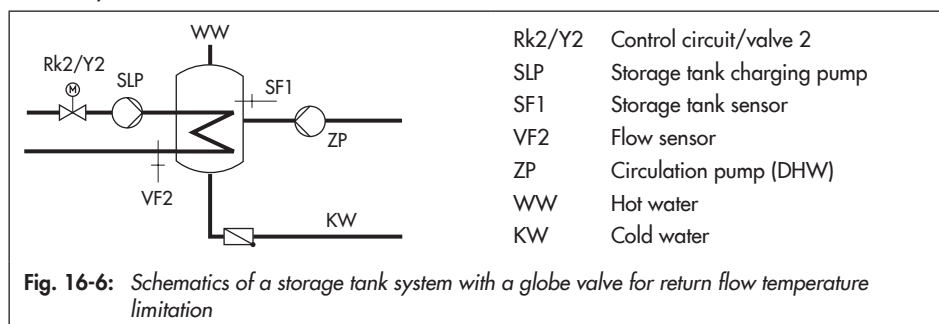 WW
Rk2/Y2
M
SLP
SF1
ZP
VF2
KW
Rk2/Y2 Control circuit/valve 2
SLP Storage tank charging pump
SF1 Storage tank sensor
VF2 Flow sensor
ZP Circulation pump (DHW)
WW Hot water
KW Cold water
Fig. 16-6: Schematics of a storage tank system with a globe valve for return flow temperature
limitation